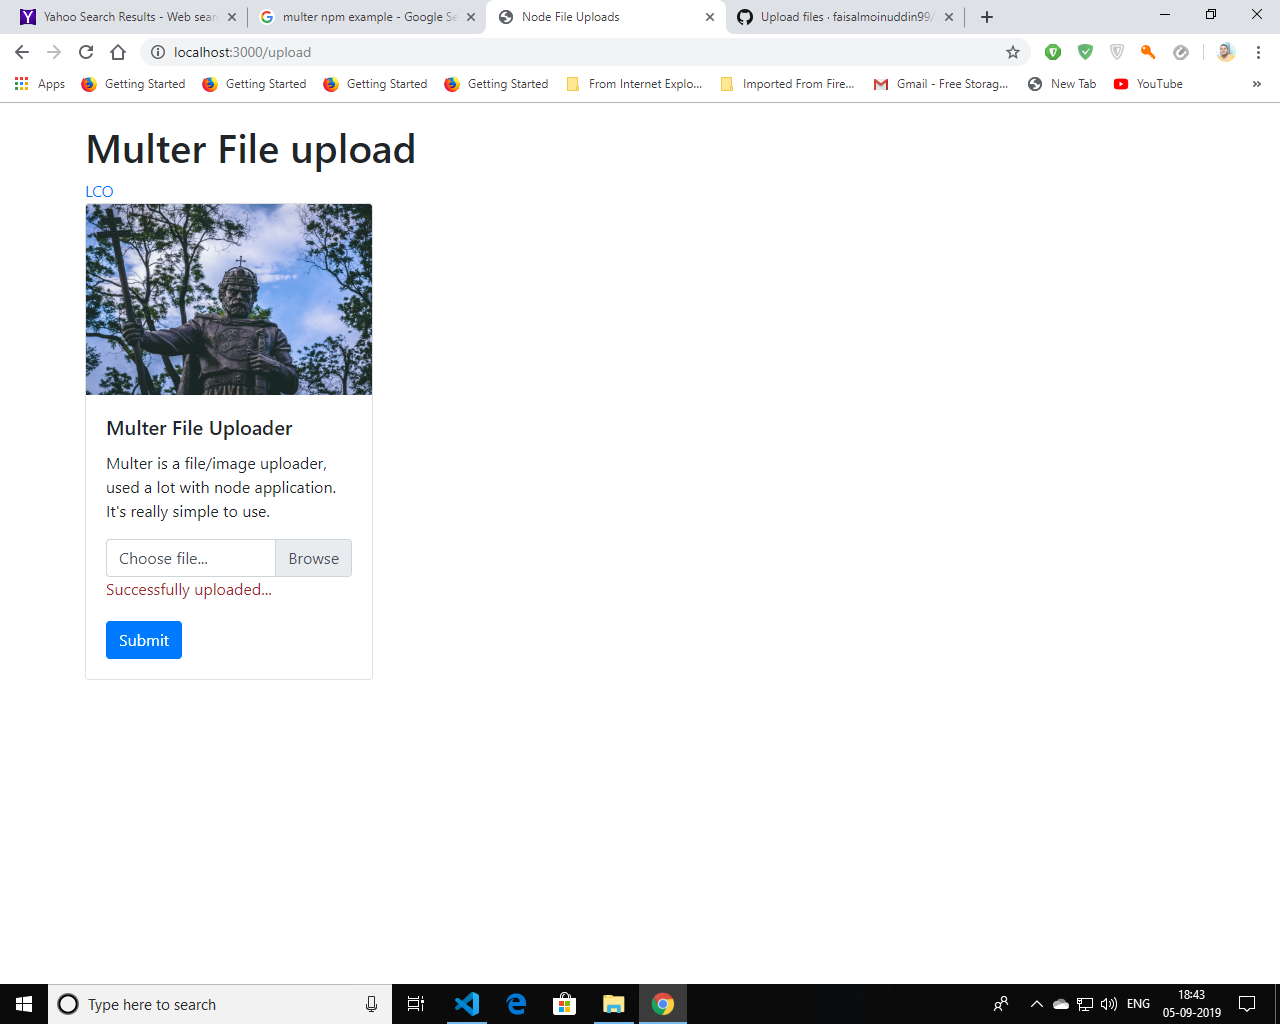 Yahoo Search Results - Web sear
multer npm example - Google Se
Node File Uploads
Upload files · faisalmoinuddin99/
localhost:3000/upload
Apps
Getting Started
Getting Started
Getting Started
Getting Started
From Internet Explo...
Imported From Fire...
Gmail - Free Storag...
New Tab
YouTube
»
Multer File upload
LCO
Multer File Uploader
Multer is a file/image uploader,
used a lot with node application.
It's really simple to use.
Choose file...
Browse
Successfully uploaded...
Submit
Type here to search
ENG
18:43
05-09-2019